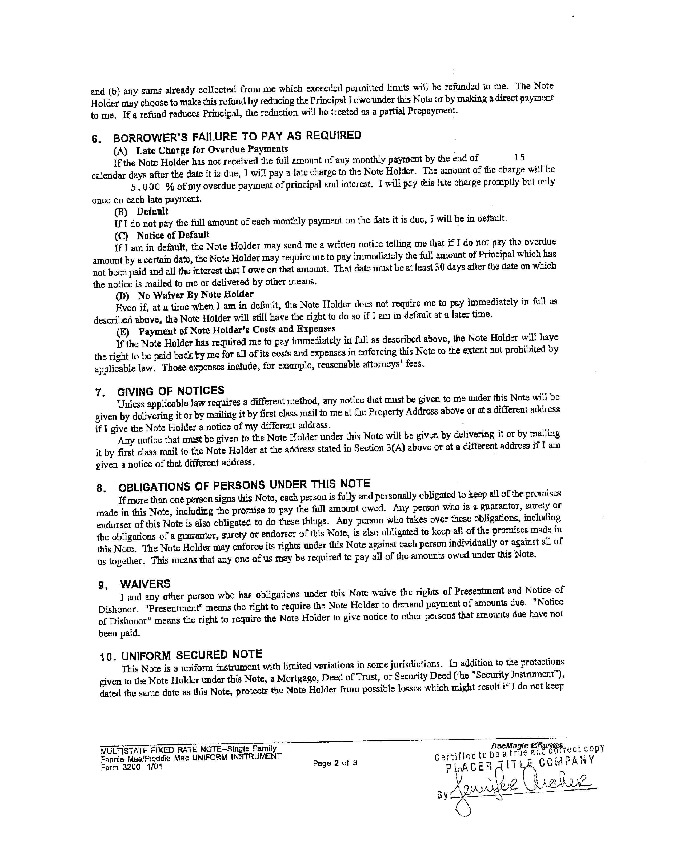 and (b) any sums already collected from me which exceeded permitted limits will be refunded to me. The Note
Holder may choose to make this refund by reducing the Principal I owe under this Note or by making a direct payment
to me. If a refund reduces Principal, the reduction will be treated as a partial Prepayment.
6. BORROWER'S FAILURE TO PAY AS REQUIRED
(A) Late Charge for Overdue Payments
If the Note Holder has not received the full amount of any monthly payment by the end of 15
calendar days after the date it is due, I will pay a late charge to the Note Holder. The amount of the charge will be
5.000 % of my overdue payment of principal and interest. I will pay this late charge promptly but only
once on each late payment.
(B) Default
If I do not pay the full amount of each monthly payment on the date it is due, I will be in default.
(C) Notice of Default
If I am in default, the Note Holder may send me a written notice telling me that if I do not pay the overdue
amount by a certain date, the Note Holder may require me to pay immediately the full amount of Principal which has
not been paid and all the interest that I owe on that amount. That date must be at least 30 days after the date on which
the notice is mailed to me or delivered by other means.
(D) No Waiver By Note Holder
Even if, at a time when I am in default, the Note Holder does not require me to pay immediately in full as
described above, the Note Holder will still have the right to do so if I am in default at a later time.
(E) Payment of Note Holder's Costs and Expenses
If the Note Holder has required me to pay immediately in full as described above, the Note Holder will have
the right to be paid back by me for all of its costs and expenses in enforcing this Note to the extent not prohibited by
applicable law. Those expenses include, for example, reasonable attorneys' fees.
7. GIVING OF NOTICES
Unless applicable law requires a different method, any notice that must be given to me under this Note will be
given by delivering it or by mailing it by first class mail to me at the Property Address above or at a different address
if I give the Note Holder a notice of my different address.
Any notice that must be given to the Note Holder under this Note will be given by delivering it or by mailing
it by first class mail to the Note Holder at the address stated in Section 3(A) above or at a different address if I am
given a notice of that different address.
8. OBLIGATIONS OF PERSONS UNDER THIS NOTE
If more than one person signs this Note, each person is fully and personally obligated to keep all of the promises
made in this Note, including the promise to pay the full amount owed. Any person who is a guarantor, surety or
endorser of this Note is also obligated to do these things. Any person who takes over these obligations, including
the obligations of a guarantor, surety or endorser of this Note, is also obligated to keep all of the promises made in
this Note. The Note Holder may enforce its rights under this Note against each person individually or against all of
us together. This means that any one of us may be required to pay all of the amounts owed under this Note.
9. WAIVERS
I and any other person who has obligations under this Note waive the rights of Presentment and Notice of
Dishonor. "Presentment" means the right to require the Note Holder to demand payment of amounts due. "Notice
of Dishonor" means the right to require the Note Holder to give notice to other persons that amounts due have not
been paid.
10. UNIFORM SECURED NOTE
This Note is a uniform instrument with limited variations in some jurisdictions. In addition to the protections
given to the Note Holder under this Note, a Mortgage, Deed of Trust, or Security Deed (the "Security Instrument"),
dated the same date as this Note, protects the Note Holder from possible losses which might result if I do not keep
MULTISTATE FIXED RATE NOTE--Single Family
Fannie Mae/Freddie Mac UNIFORM INSTRUMENT
Form 3200 1/01
Page 2 of 3
DocMagic
Certified to be a true and correct copy
PLACER TITLE COMPANY
By Jennifer